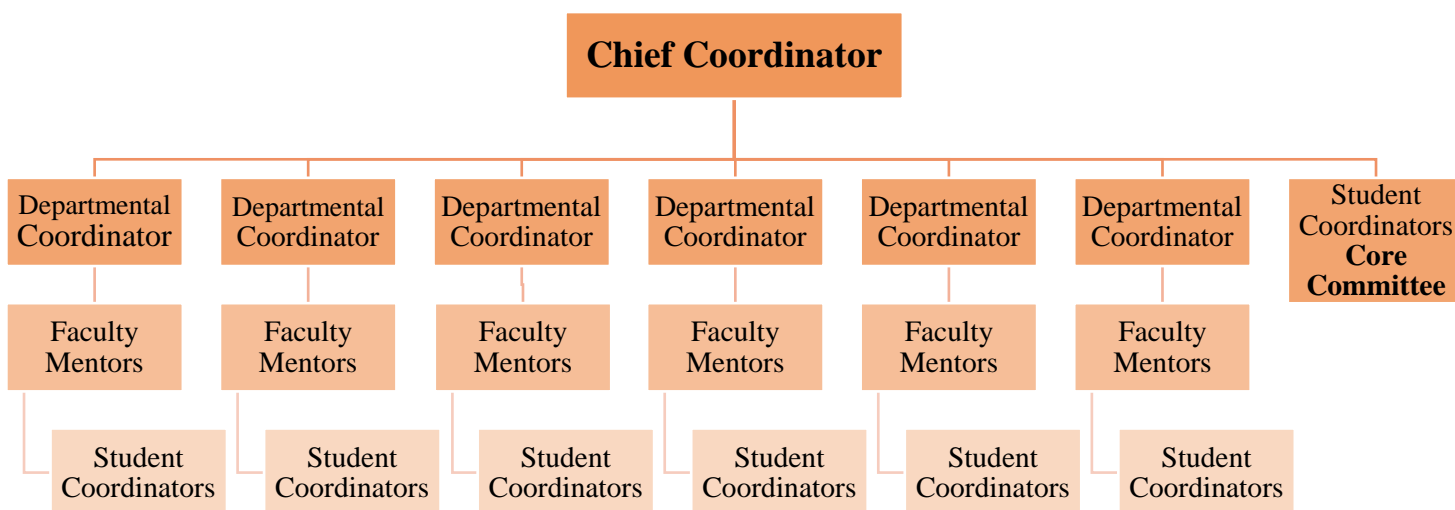 Chief Coordinator
Departmental
Coordinator
Departmental
Coordinator
Departmental
Coordinator
Departmental
Coordinator
Departmental
Coordinator
Departmental
Coordinator
Student
Coordinators
Core
Committee
Faculty
Mentors
Faculty
Mentors
Faculty
Mentors
Faculty
Mentors
Faculty
Mentors
Faculty
Mentors
Student
Coordinators
Student
Coordinators
Student
Coordinators
Student
Coordinators
Student
Coordinators
Student
Coordinators